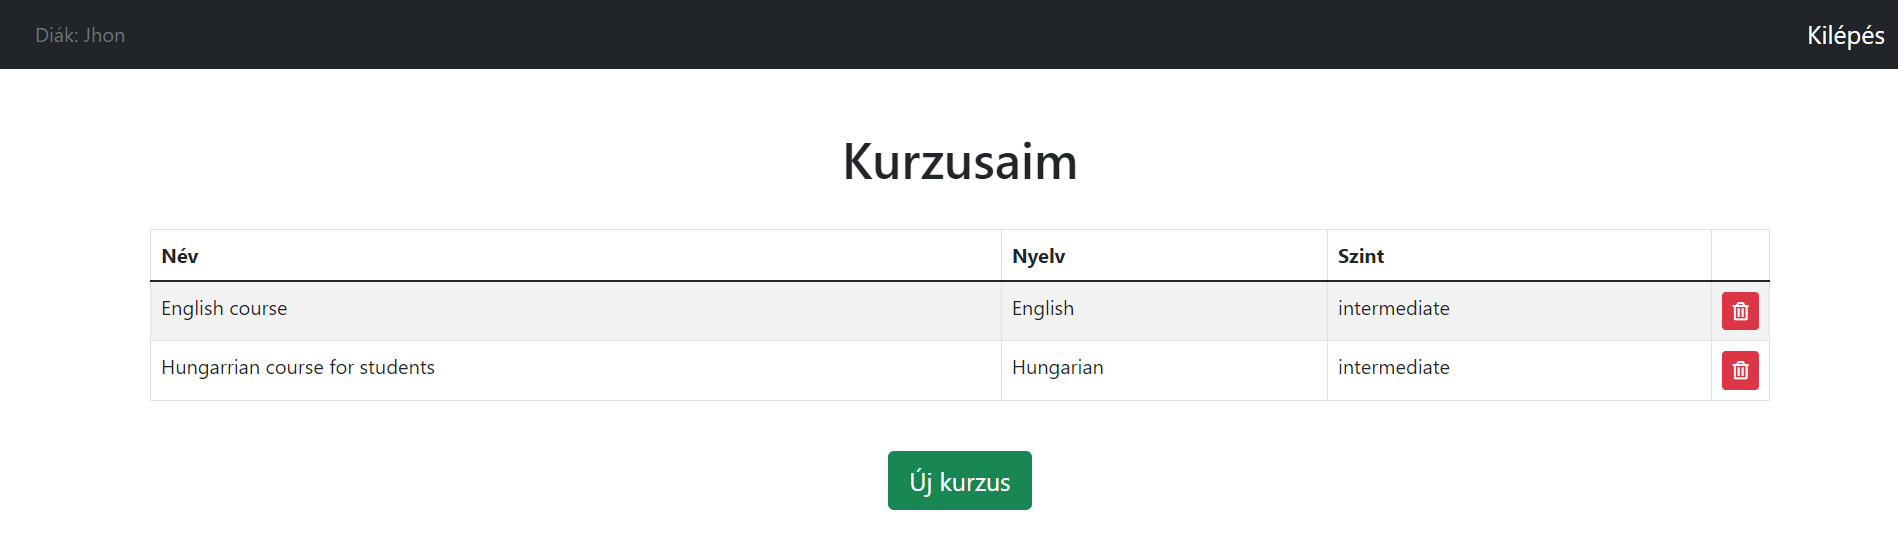 Diák: Jhon
Kilépés
Kurzusaim
Név Nyelv Szint
English course English intermediate
Hungarrian course for students Hungarian intermediate
Új kurzus